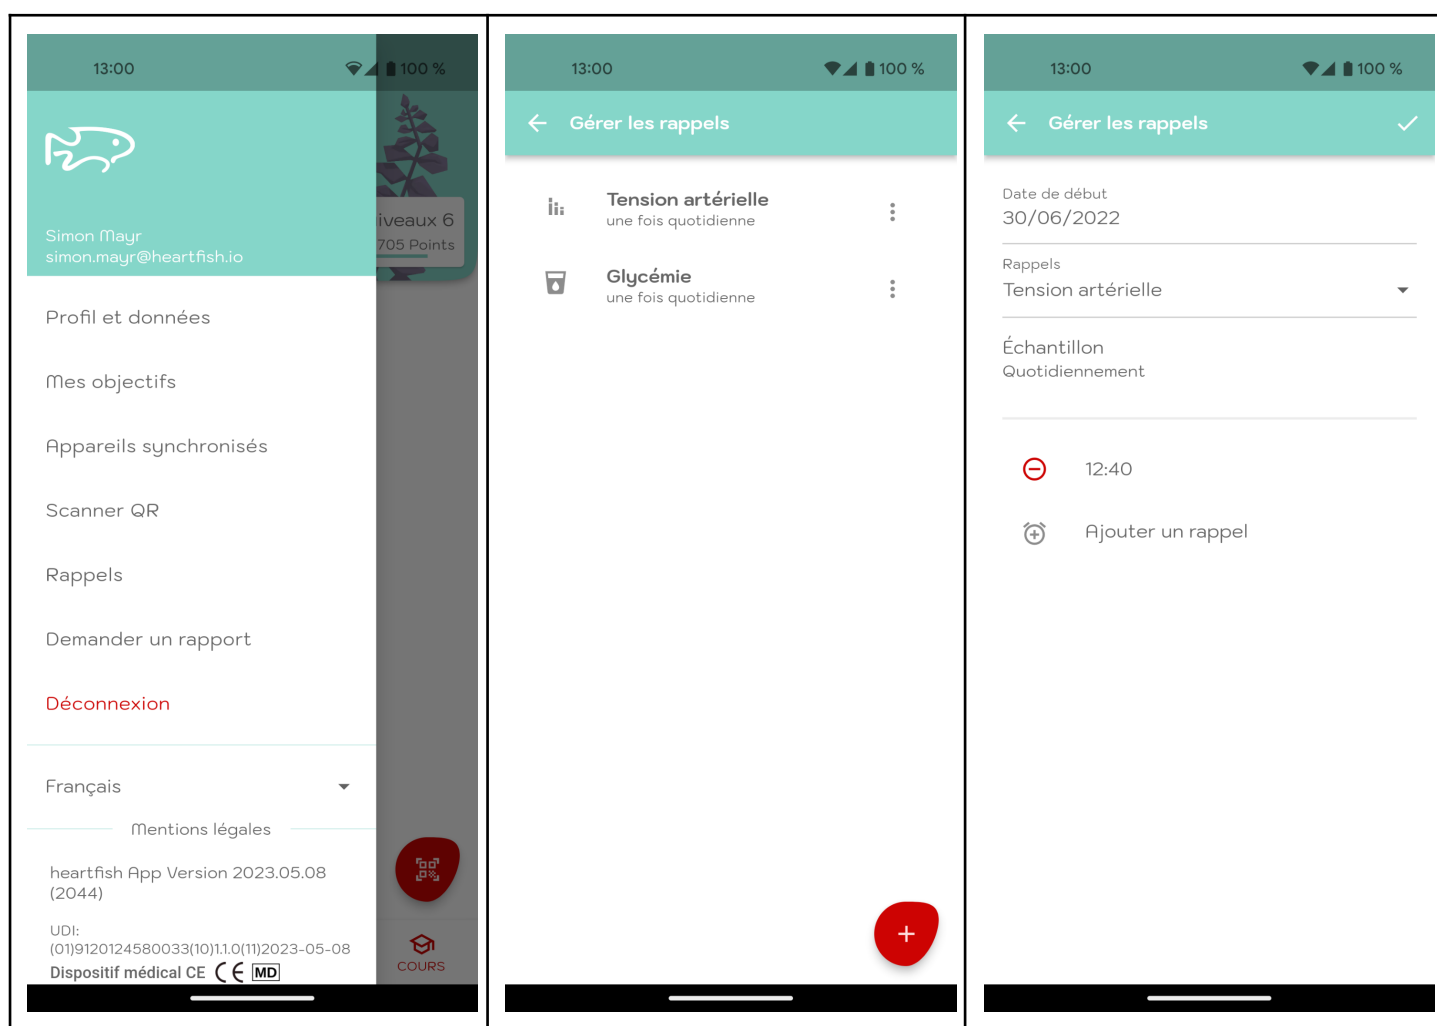 13:00
100 %
iveaux 6
705 Points
Simon Mayr
simon.mayr@heartfish.io
Profil et données
Mes objectifs
Appareils synchronisés
Scanner QR
Rappels
Demander un rapport
Déconnexion
Français
Mentions légales
heartfish App Version 2023.05.08
(2044)
UDI:
(01)9120124580033(10)1.1.0(11)2023-05-08
Dispositif médical CE CE MD
COURS
13:00
100 %
Gérer les rappels
Tension artérielle
une fois quotidienne
Glycémie
une fois quotidienne
13:00
100 %
Gérer les rappels
Date de début
30/06/2022
Rappels
Tension artérielle
Échantillon
Quotidiennement
12:40
Ajouter un rappel